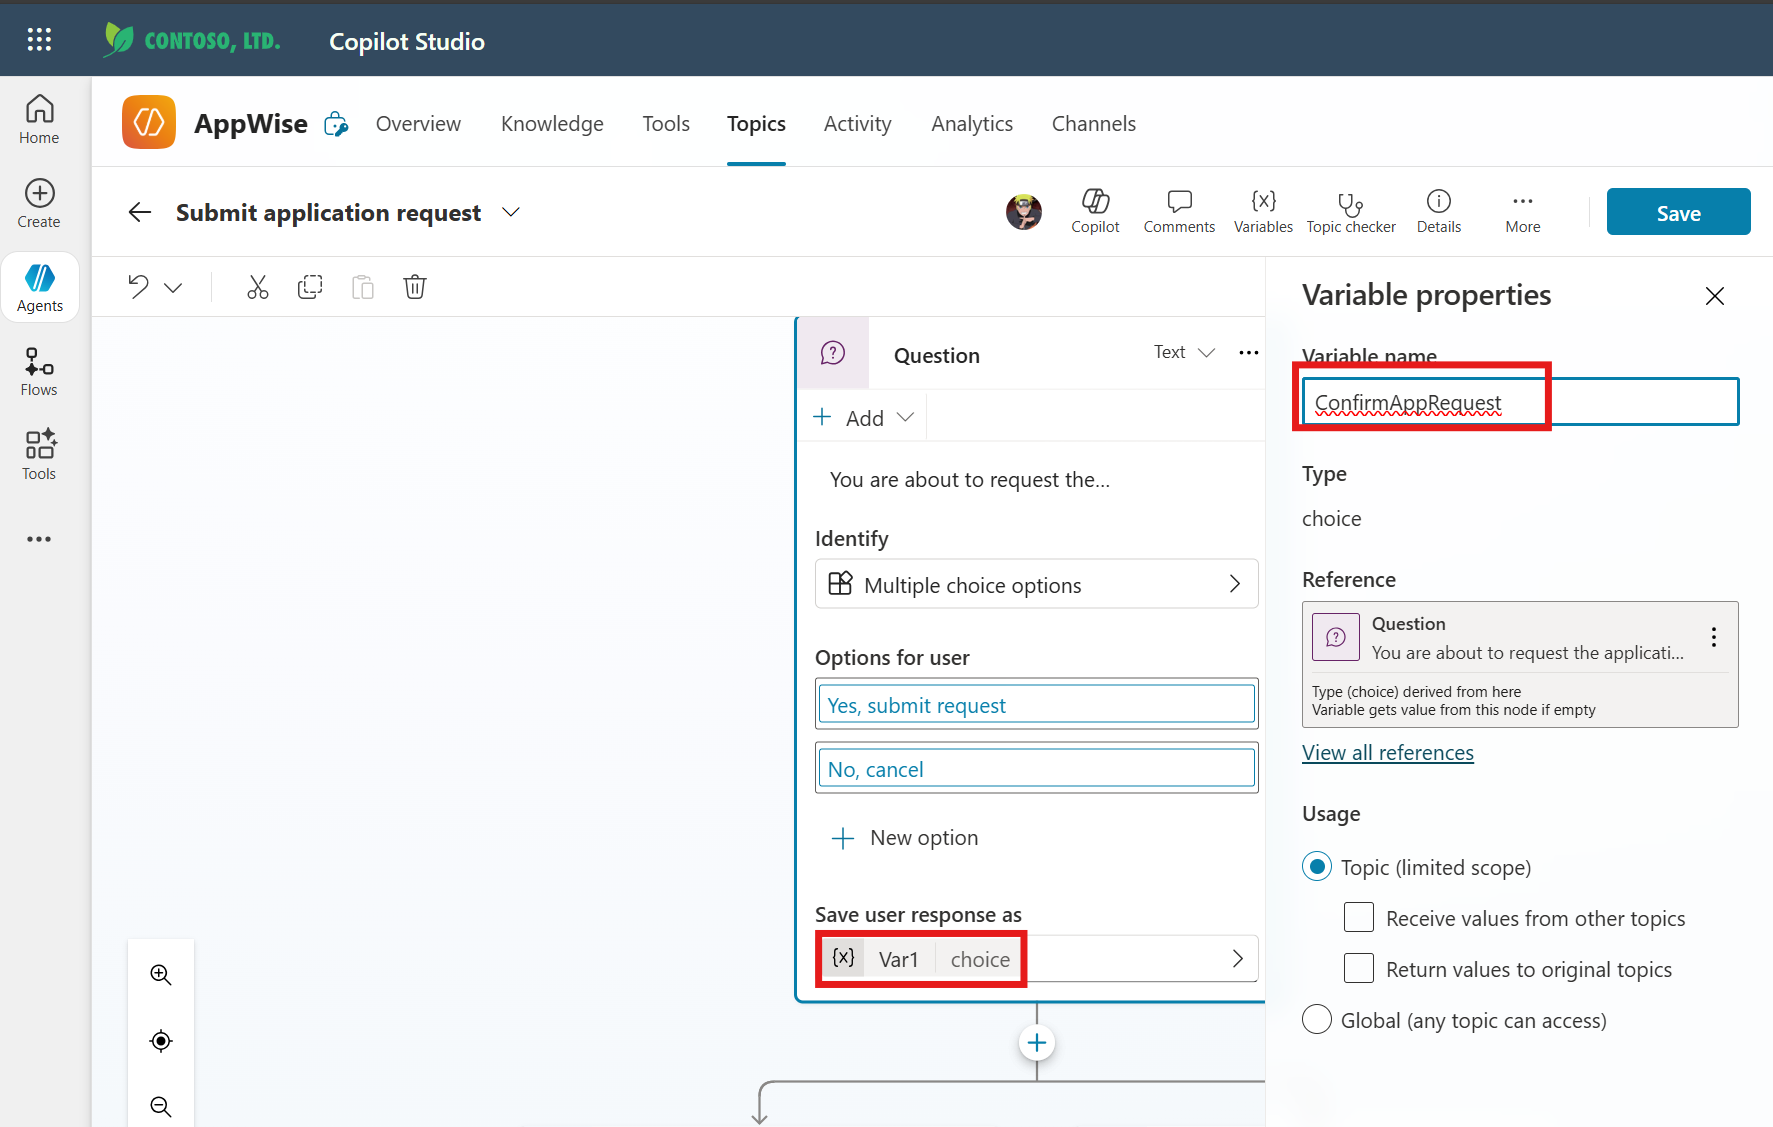 CONTOSO, LTD.
Copilot Studio
Home
Create
Agents
Flows
Tools
AppWise
Overview
Knowledge
Tools
Topics
Activity
Analytics
Channels
Submit application request
Copilot
Comments
{x}
Variables
Topic checker
Details
More
Save
Question
Text
Add
You are about to request the...
Identify
Multiple choice options
Options for user
Yes, submit request
No, cancel
New option
Save user response as
{x} Var1 choice
Variable properties
Variable name
ConfirmAppRequest
Type
choice
Reference
Question
You are about to request the applicati...
Type (choice) derived from here
Variable gets value from this node if empty
View all references
Usage
Topic (limited scope)
Receive values from other topics
Return values to original topics
Global (any topic can access)